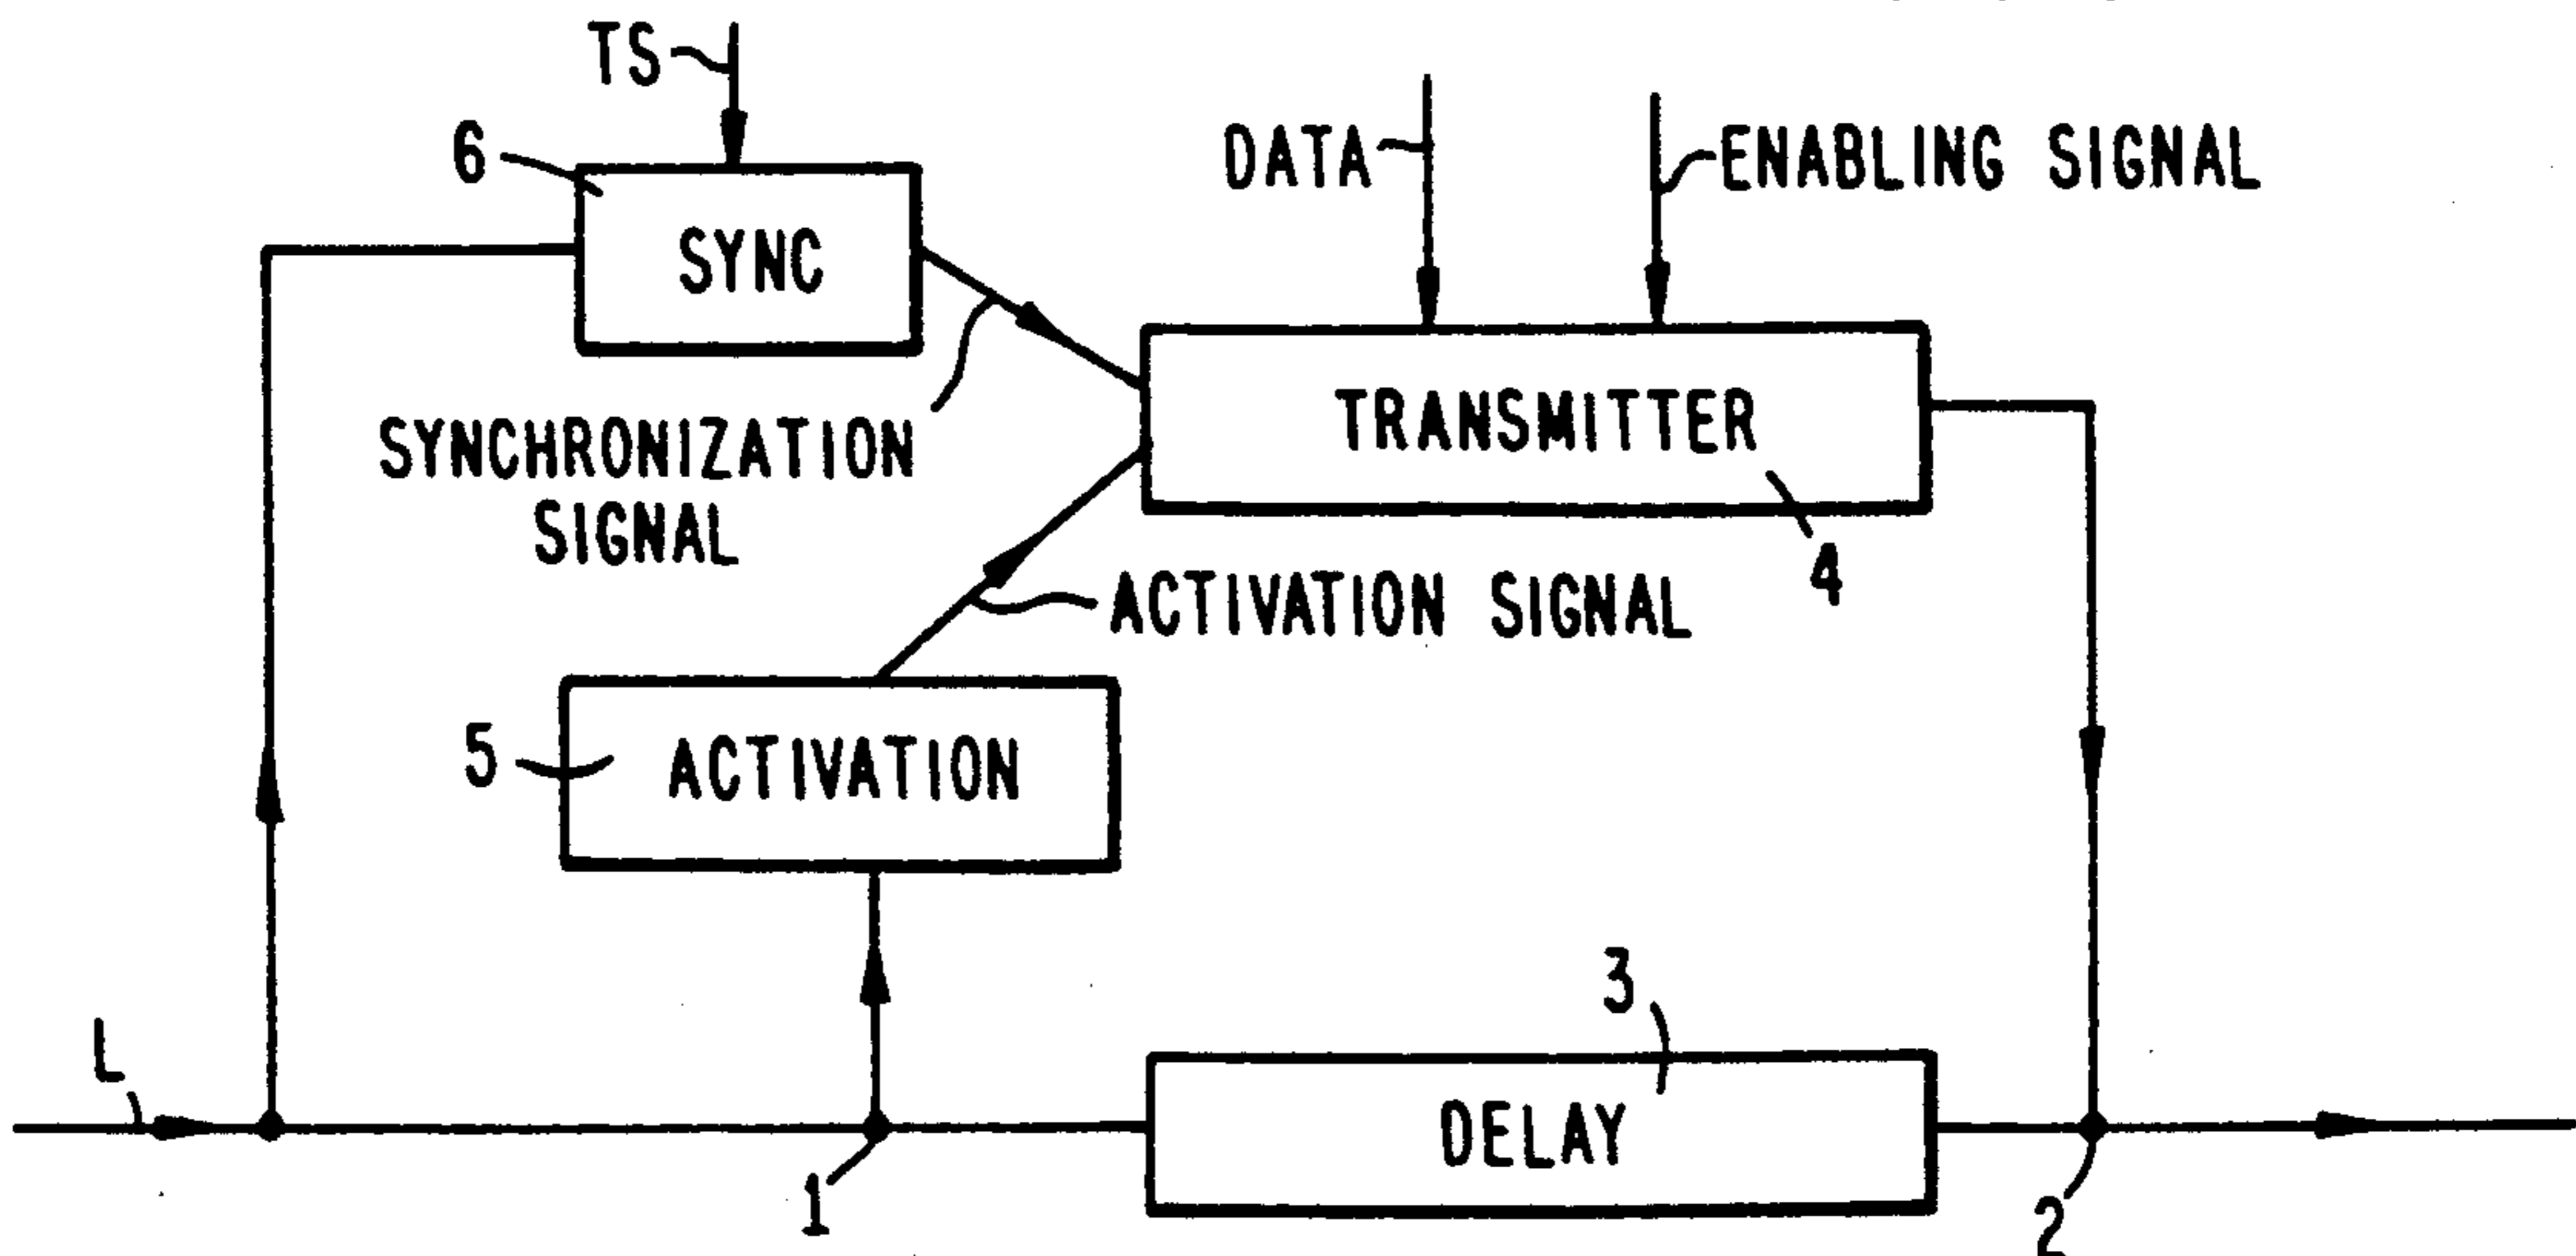 TS
6
SYNC
DATA
ENABLING SIGNAL
SYNCHRONIZATION
SIGNAL
TRANSMITTER
4
ACTIVATION SIGNAL
5
ACTIVATION
3
L
DELAY
1
2